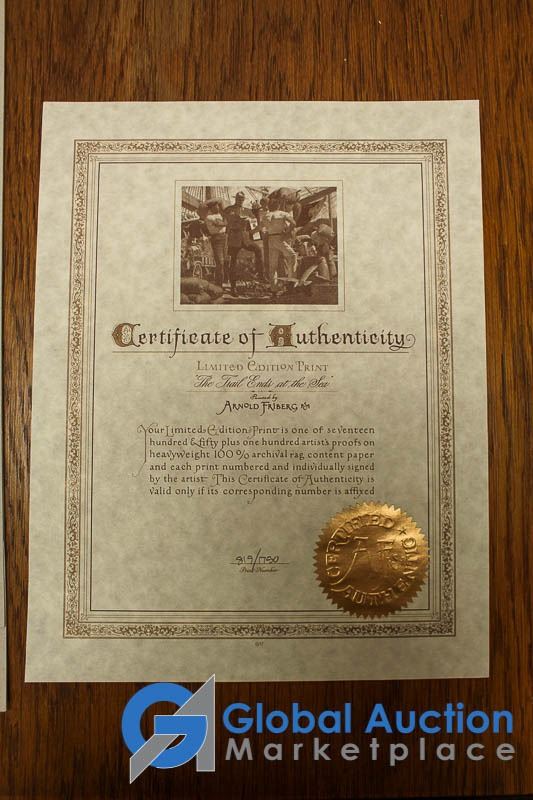 Certificate of Authenticity
Limited Edition Print
"The Trail Ends at the Sea"
Painted by
Arnold Friberg
Your Limited Edition Print is one of seventeen
hundred & fifty plus one hundred artist's proofs on
heavyweight 100% archival rag content paper
and each print numbered and individually signed
by the artist. This Certificate of Authenticity is
valid only if its corresponding number is affixed
819/1750
Print Number
CERTIFIED AUTHENTIC
Global Auction
Marketplace